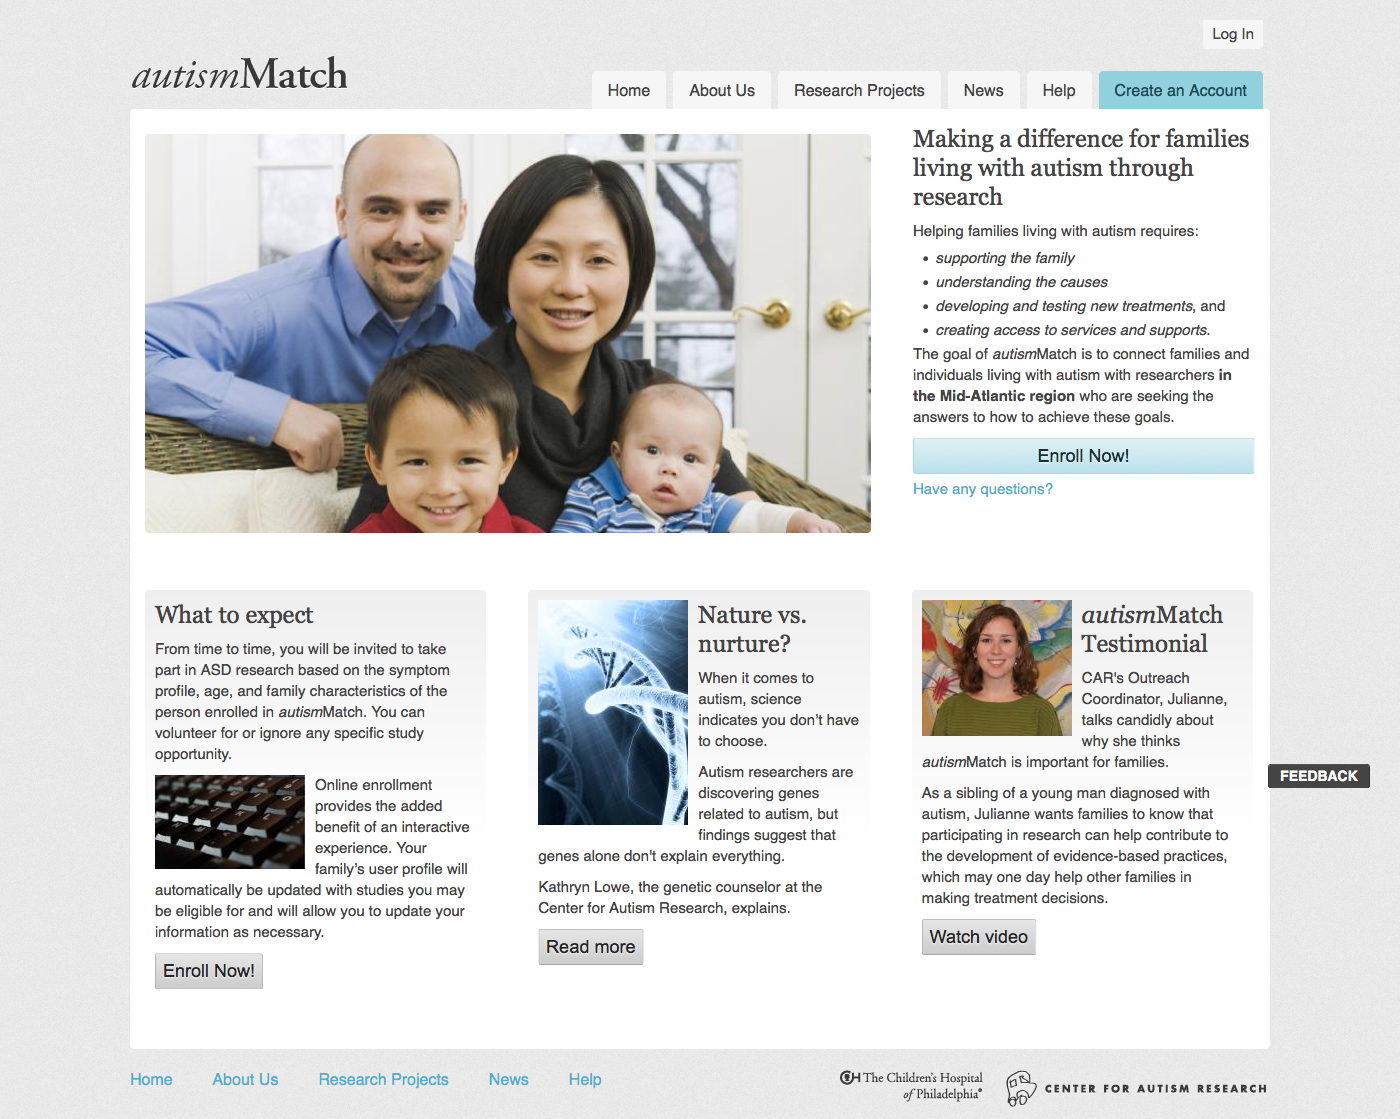 Log In
autismMatch
Home
About Us
Research Projects
News
Help
Create an Account
Making a difference for families
living with autism through
research
Helping families living with autism requires:
• supporting the family
• understanding the causes
• developing and testing new treatments, and
• creating access to services and supports.
The goal of autismMatch is to connect families and
individuals living with autism with researchers in
the Mid-Atlantic region who are seeking the
answers to how to achieve these goals.
Enroll Now!
Have any questions?
What to expect
From time to time, you will be invited to take
part in ASD research based on the symptom
profile, age, and family characteristics of the
person enrolled in autismMatch. You can
volunteer for or ignore any specific study
opportunity.
Online enrollment
provides the added
benefit of an interactive
experience. Your
family’s user profile will
automatically be updated with studies you may
be eligible for and will allow you to update your
information as necessary.
Enroll Now!
Nature vs.
nurture?
When it comes to
autism, science
indicates you don’t have
to choose.
Autism researchers are
discovering genes
related to autism, but
findings suggest that
genes alone don't explain everything.
Kathryn Lowe, the genetic counselor at the
Center for Autism Research, explains.
Read more
autismMatch
Testimonial
CAR's Outreach
Coordinator, Julianne,
talks candidly about
why she thinks
autismMatch is important for families.
As a sibling of a young man diagnosed with
autism, Julianne wants families to know that
participating in research can help contribute to
the development of evidence-based practices,
which may one day help other families in
making treatment decisions.
Watch video
FEEDBACK
Home
About Us
Research Projects
News
Help
The Children's Hospital
of Philadelphia®
CENTER FOR AUTISM RESEARCH